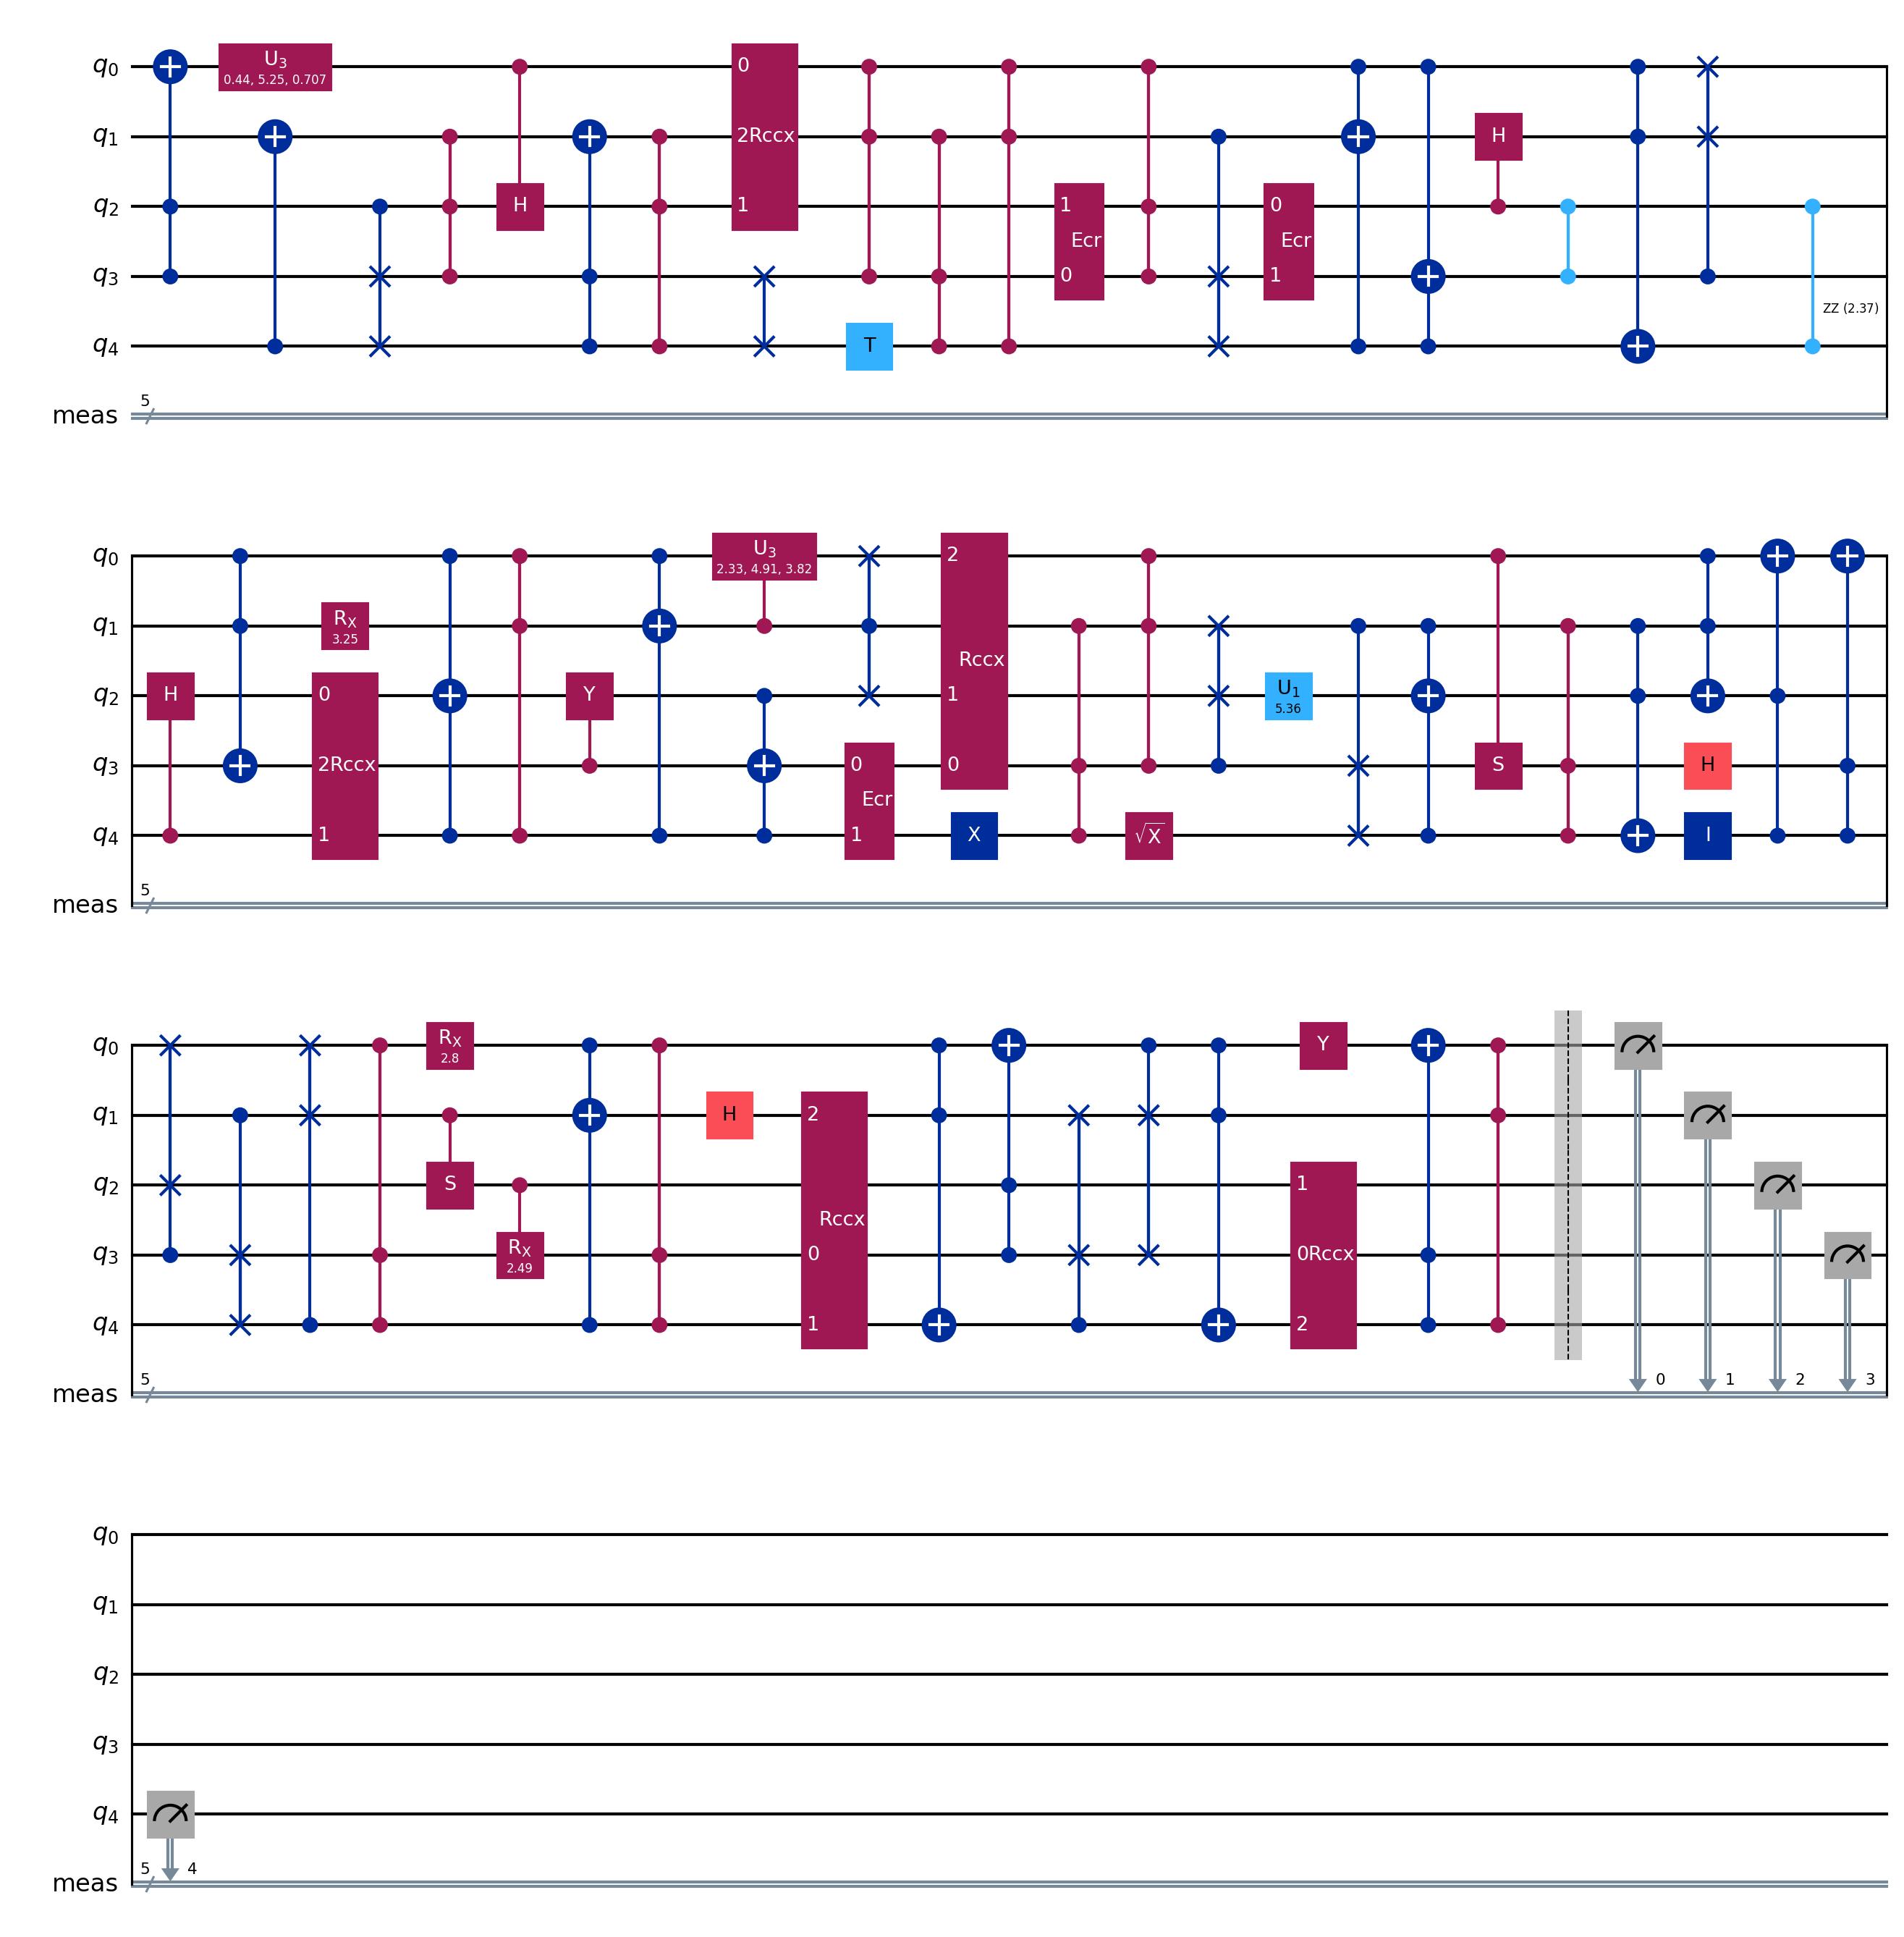 q0 U3 0.44, 5.25, 0.707 0
q1 2Rccx H
q2 H 1 1 0
Ecr Ecr
q3 0 1
ZZ (2.37)
q4 T
5
meas
q0 U3 2.33, 4.91, 3.82 2
q1 RX 3.25 Rccx
q2 H 0 Y 1 U1 5.36
q3 2Rccx 0 0 S H
Ecr
q4 1 1 X √X I
5
meas
q0 RX 2.8 Y
q1 H 2
q2 S 1
Rccx
q3 RX 2.49 0 0Rccx
q4 1 2
5 0 1 2 3
meas
q0
q1
q2
q3
q4
5 4
meas